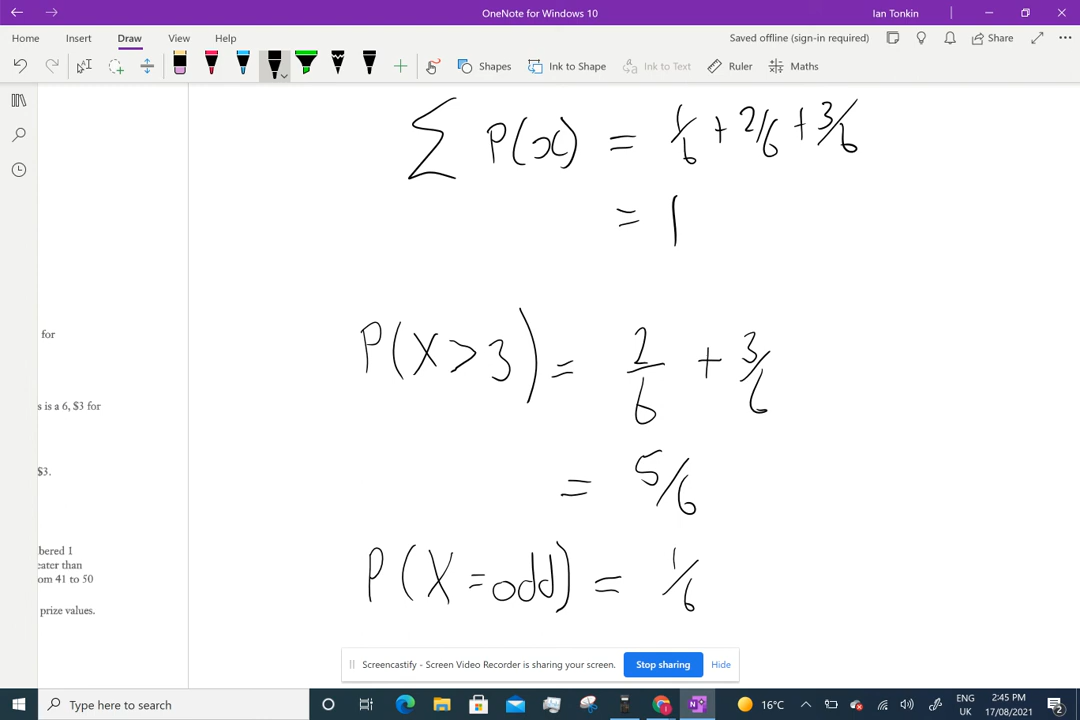 OneNote for Windows 10
Ian Tonkin
Home Insert Draw View Help
Saved offline (sign-in required) Share
Shapes Ink to Shape Ink to Text Ruler Maths
∑ P(x) = 1/6 + 2/6 + 3/6
= 1
for
P(X>3) = 2/6 + 3/6
s is a 6, $3 for
$3.
= 5/6
bered 1
eater than
om 41 to 50
P(X=odd) = 1/6
prize values.
Screencastify - Screen Video Recorder is sharing your screen. Stop sharing Hide
Type here to search
16°C
ENG
UK
2:45 PM
17/08/2021
2